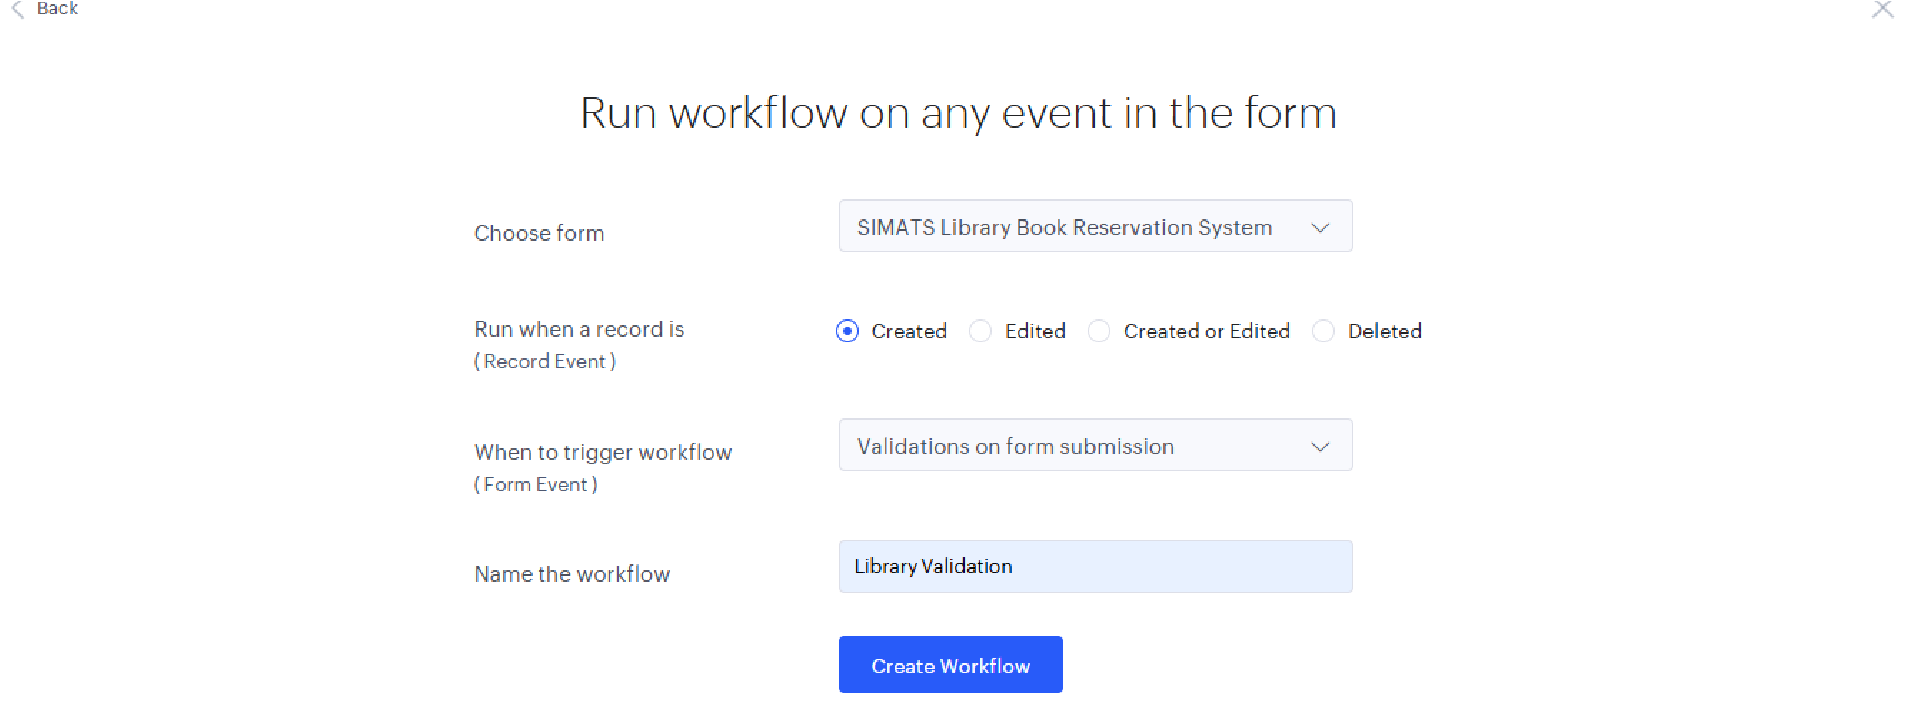 Back
Run workflow on any event in the form
Choose form
SIMATS Library Book Reservation System
Run when a record is
( Record Event )
Created
Edited
Created or Edited
Deleted
When to trigger workflow
( Form Event )
Validations on form submission
Name the workflow
Library Validation
Create Workflow